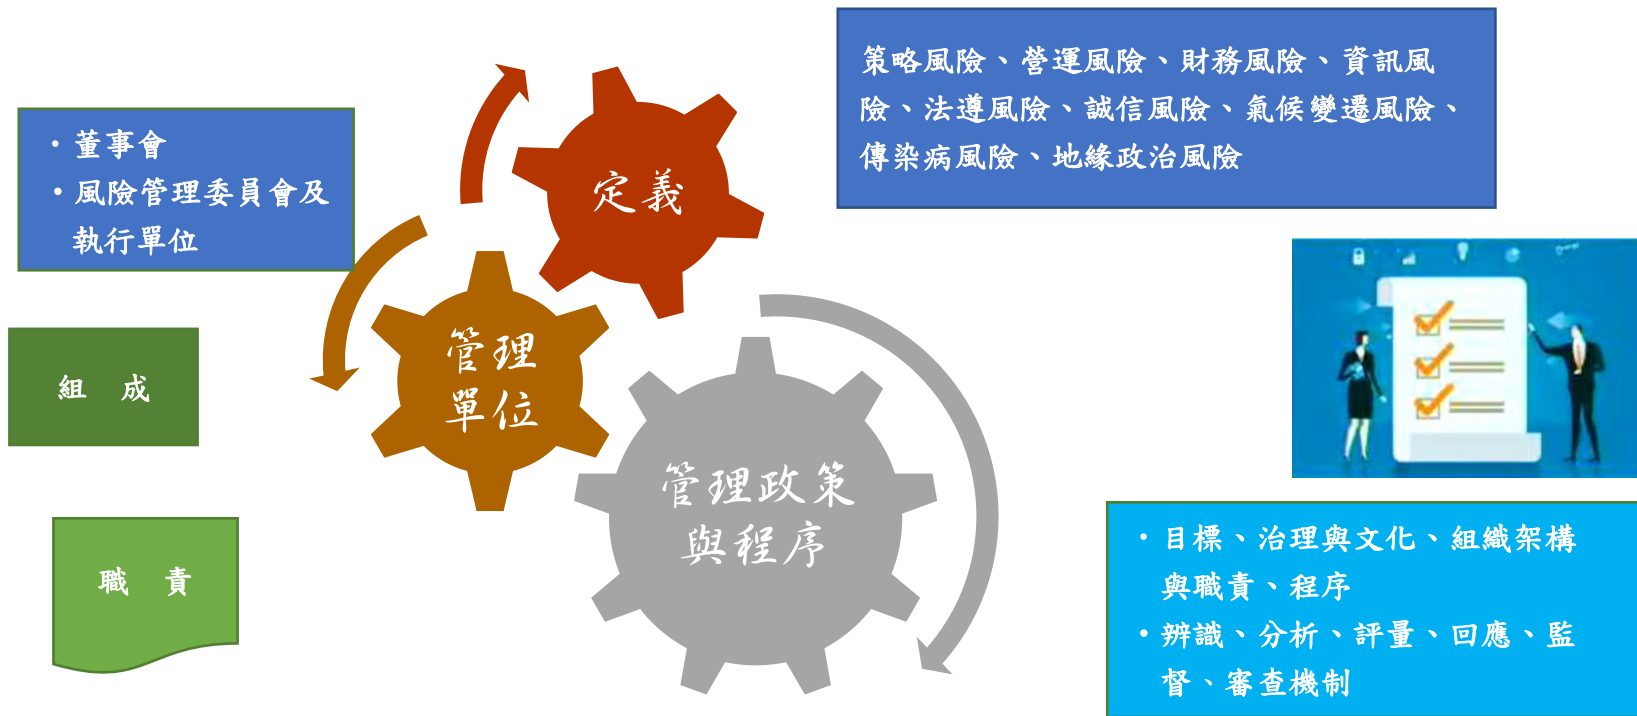 策略風險、營運風險、財務風險、資訊風
險、法遵風險、誠信風險、氣候變遷風險、
傳染病風險、地緣政治風險
・董事會
・風險管理委員會及
執行單位
定義
管理
單位
組 成
管理政策
與程序
職 責
・目標、治理與文化、組織架構
與職責、程序
・辨識、分析、評量、回應、監
督、審查機制